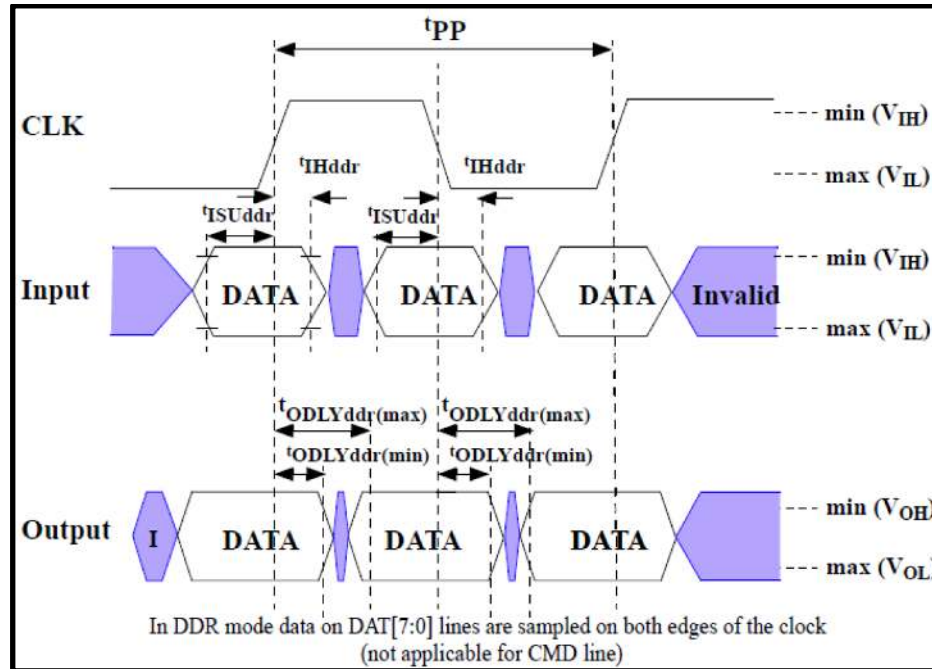 tPP
CLK
min (VIH)
tIHddr tIHddr
max (VIL)
tISUddr tISUddr
Input DATA DATA DATA Invalid
min (VIH)
max (VIL)
tODLYddr(max) tODLYddr(max)
tODLYddr(min) tODLYddr(min)
Output I DATA DATA DATA
min (VOH)
max (VOL)
In DDR mode data on DAT[7:0] lines are sampled on both edges of the clock
(not applicable for CMD line)